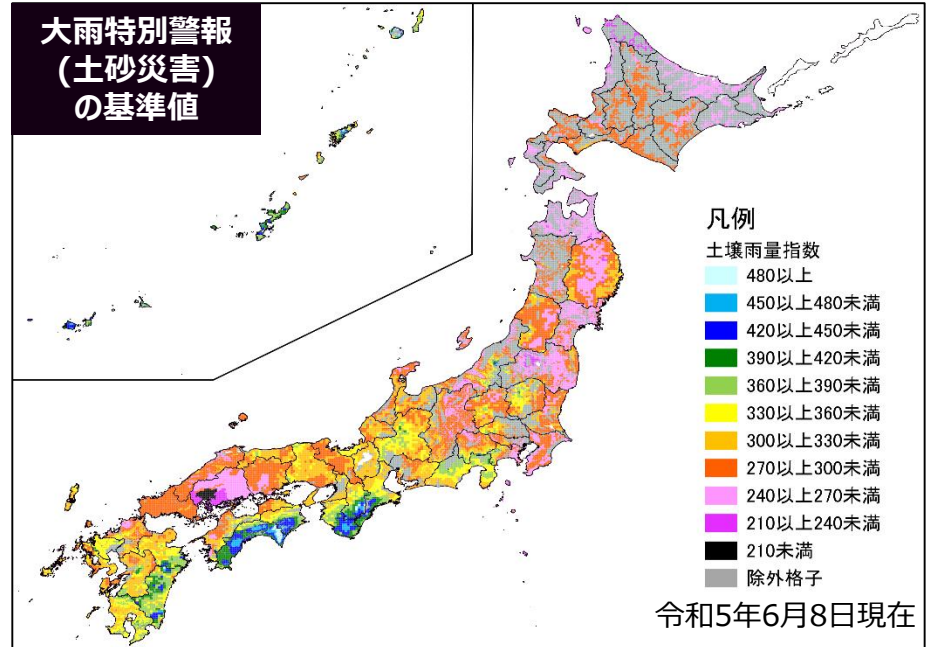 大雨特別警報
(土砂災害)
の基準値
凡例
土壌雨量指数
480以上
450以上480未満
420以上450未満
390以上420未満
360以上390未満
330以上360未満
300以上330未満
270以上300未満
240以上270未満
210以上240未満
210未満
除外格子
令和5年6月8日現在